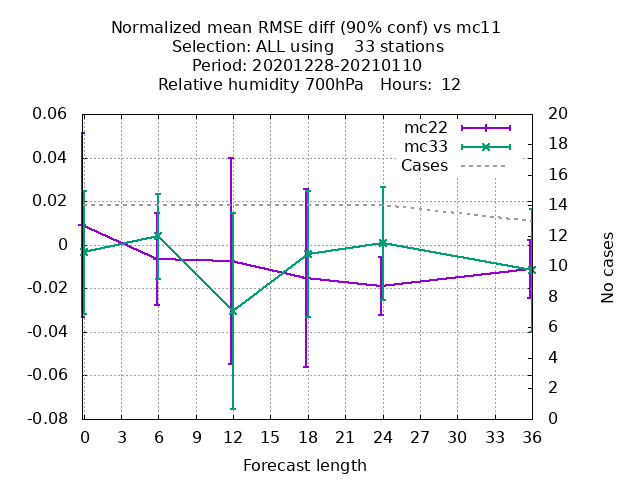 Normalized mean RMSE diff (90% conf) vs mc11
Selection: ALL using    33 stations
Period: 20201228-20210110
Relative humidity 700hPa   Hours:  12
0.06
0.04
0.02
0
-0.02
-0.04
-0.06
-0.08
20
18
16
14
12
10
8
6
4
2
0
mc22
mc33
Cases
No cases
0 3 6 9 12 15 18 21 24 27 30 33 36
Forecast length